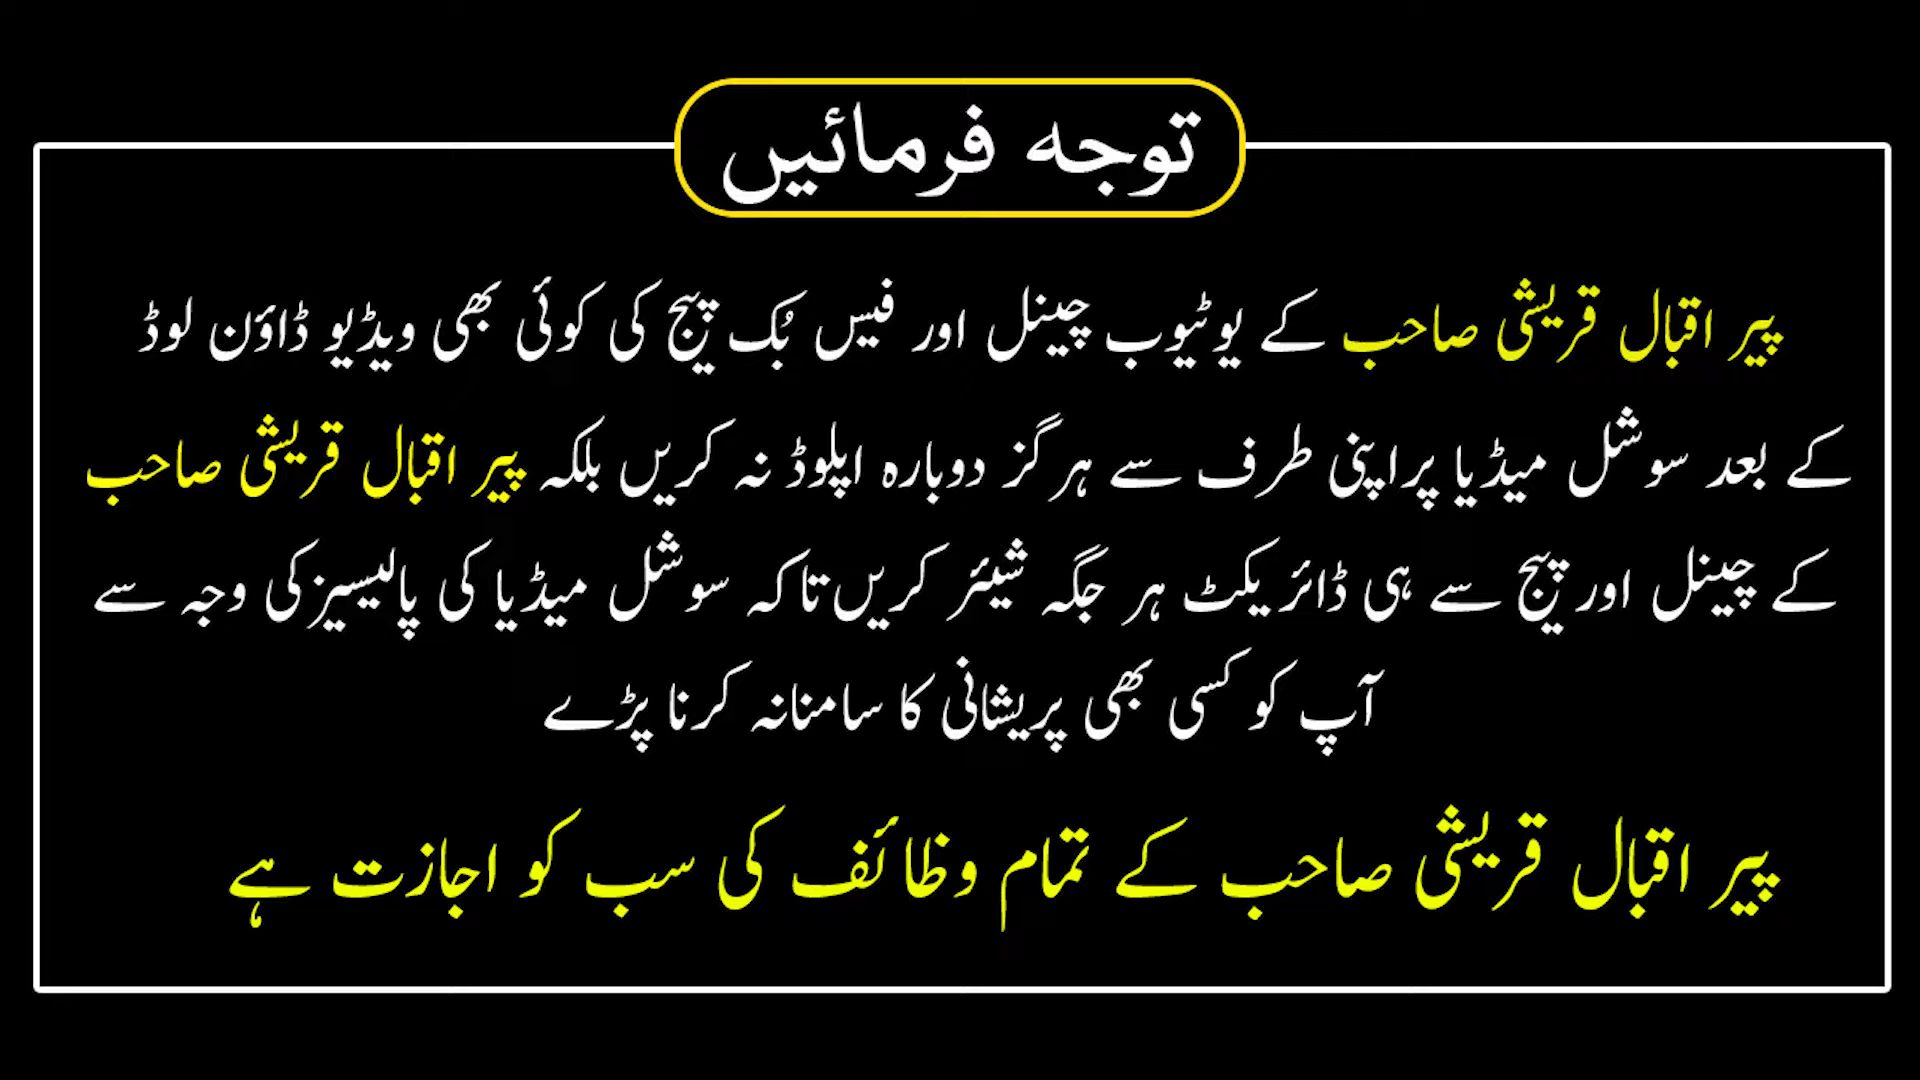 توجہ فرمائیں
پیر اقبال قریشی صاحب کے یوٹیوب چینل اور فیس بُک پیج کی کوئی بھی ویڈیو ڈاؤن لوڈ
کے بعد سوشل میڈیا پر اپنی طرف سے ہرگز دوبارہ اپلوڈ نہ کریں بلکہ پیر اقبال قریشی صاحب
کے چینل اور پیج سے ہی ڈائریکٹ ہر جگہ شیئر کریں تاکہ سوشل میڈیا کی پالیسیز کی وجہ سے
آپ کو کسی بھی پریشانی کا سامنا نہ کرنا پڑے
پیر اقبال قریشی صاحب کے تمام وظائف کی سب کو اجازت ہے